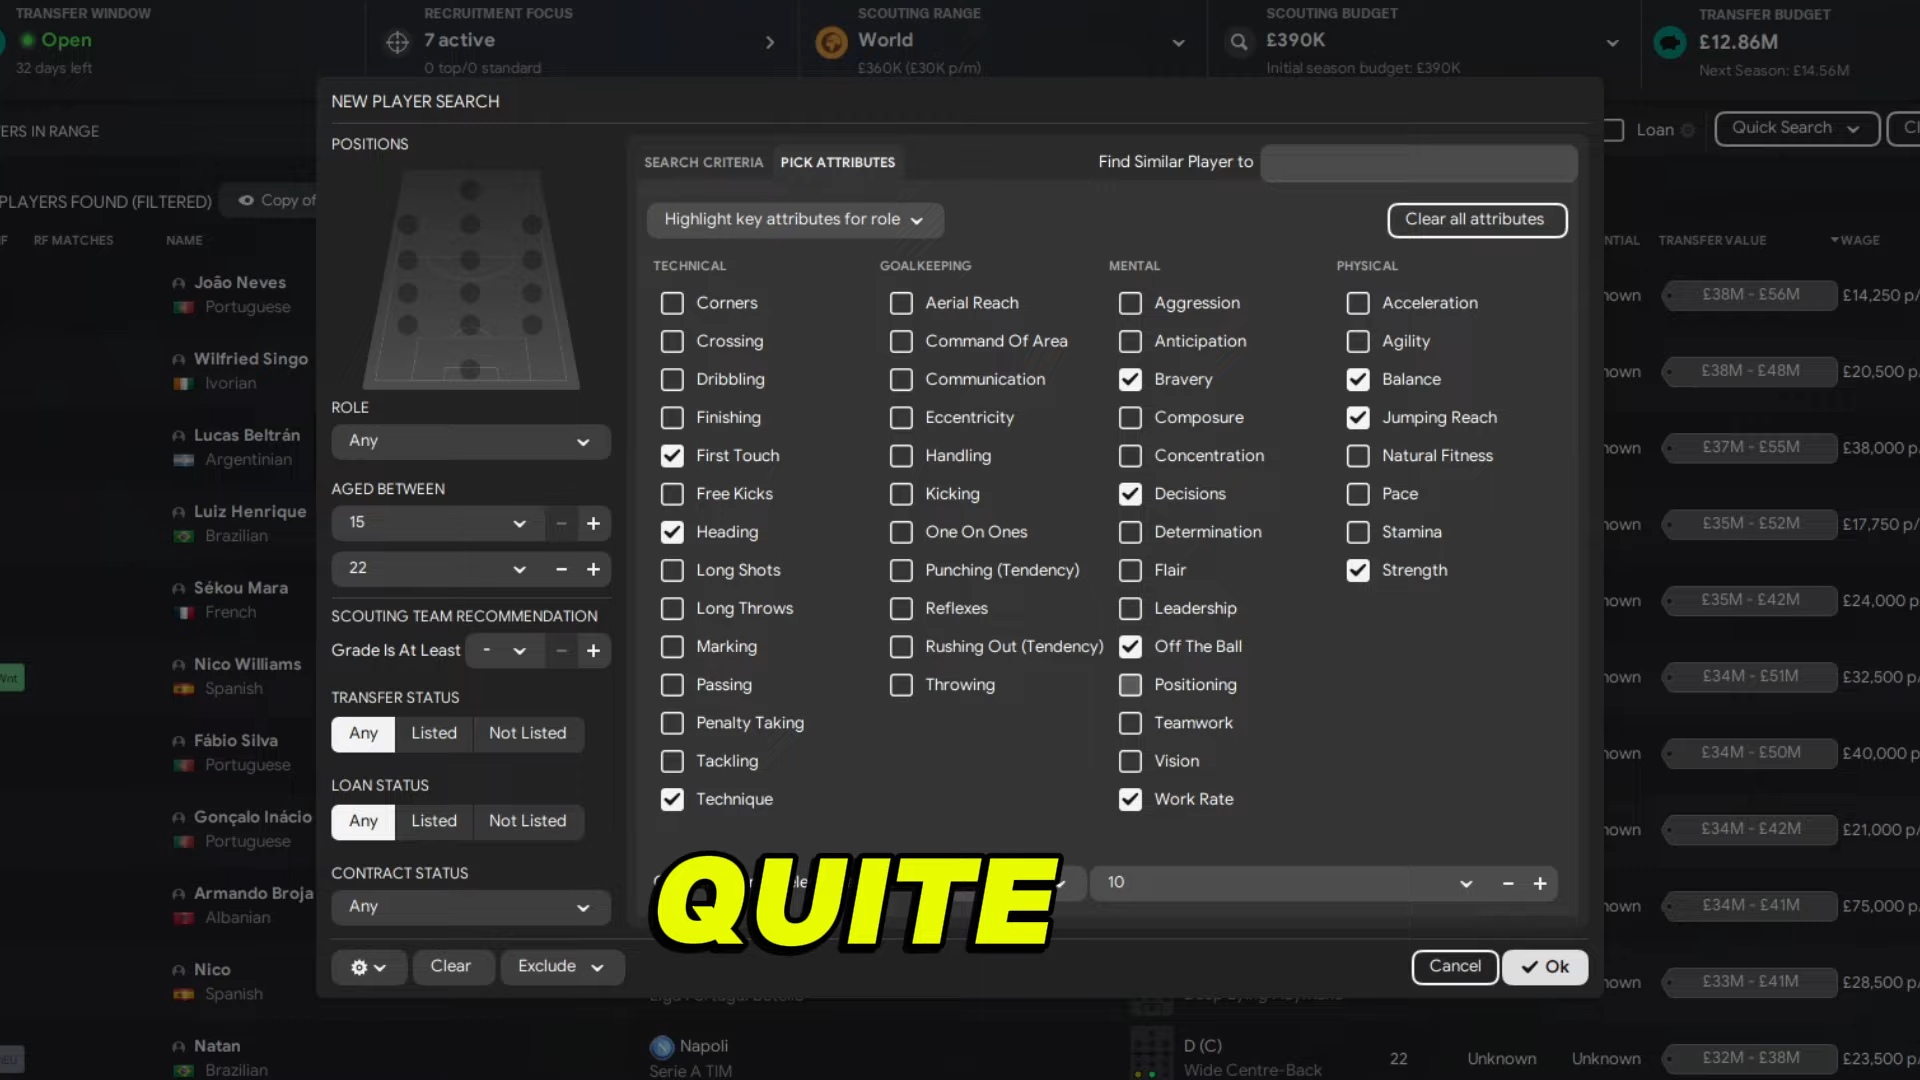 TRANSFER WINDOW
Open
32 days left
RECRUITMENT FOCUS
7 active
0 top/0 standard
SCOUTING RANGE
World
£360K (£30K p/m)
SCOUTING BUDGET
£390K
Initial season budget: £390K
TRANSFER BUDGET
£12.86M
Next Season: £14.56M
ERS IN RANGE
Loan
Quick Search
PLAYERS FOUND (FILTERED)
Copy of
RF MATCHES
NAME
NTIAL
TRANSFER VALUE
WAGE
João Neves
Portuguese
nown
£38M - £56M
£14,250 p/
Wilfried Singo
Ivorian
nown
£38M - £48M
£20,500 p/
Lucas Beltrán
Argentinian
nown
£37M - £55M
£38,000 p/
Luiz Henrique
Brazilian
nown
£35M - £52M
£17,750 p/
Sékou Mara
French
nown
£35M - £42M
£24,000 p/
Wnt
Nico Williams
Spanish
nown
£34M - £51M
£32,500 p/
Fábio Silva
Portuguese
nown
£34M - £50M
£40,000 p/
Gonçalo Inácio
Portuguese
nown
£34M - £42M
£21,000 p/
Armando Broja
Albanian
nown
£34M - £41M
£75,000 p/
Nico
Spanish
nown
£33M - £41M
£28,500 p/
Natan
Brazilian
Napoli
Serie A TIM
D (C)
Wide Centre-Back
22
Unknown
Unknown
£32M - £38M
£23,500 p/
NEW PLAYER SEARCH
POSITIONS
ROLE
Any
AGED BETWEEN
15
22
SCOUTING TEAM RECOMMENDATION
Grade Is At Least
-
TRANSFER STATUS
Any
Listed
Not Listed
LOAN STATUS
Any
Listed
Not Listed
CONTRACT STATUS
Any
Clear
Exclude
SEARCH CRITERIA
PICK ATTRIBUTES
Find Similar Player to
Highlight key attributes for role
Clear all attributes
TECHNICAL
Corners
Crossing
Dribbling
Finishing
First Touch
Free Kicks
Heading
Long Shots
Long Throws
Marking
Passing
Penalty Taking
Tackling
Technique
GOALKEEPING
Aerial Reach
Command Of Area
Communication
Eccentricity
Handling
Kicking
One On Ones
Punching (Tendency)
Reflexes
Rushing Out (Tendency)
Throwing
MENTAL
Aggression
Anticipation
Bravery
Composure
Concentration
Decisions
Determination
Flair
Leadership
Off The Ball
Positioning
Teamwork
Vision
Work Rate
PHYSICAL
Acceleration
Agility
Balance
Jumping Reach
Natural Fitness
Pace
Stamina
Strength
10
QUITE
Cancel
Ok